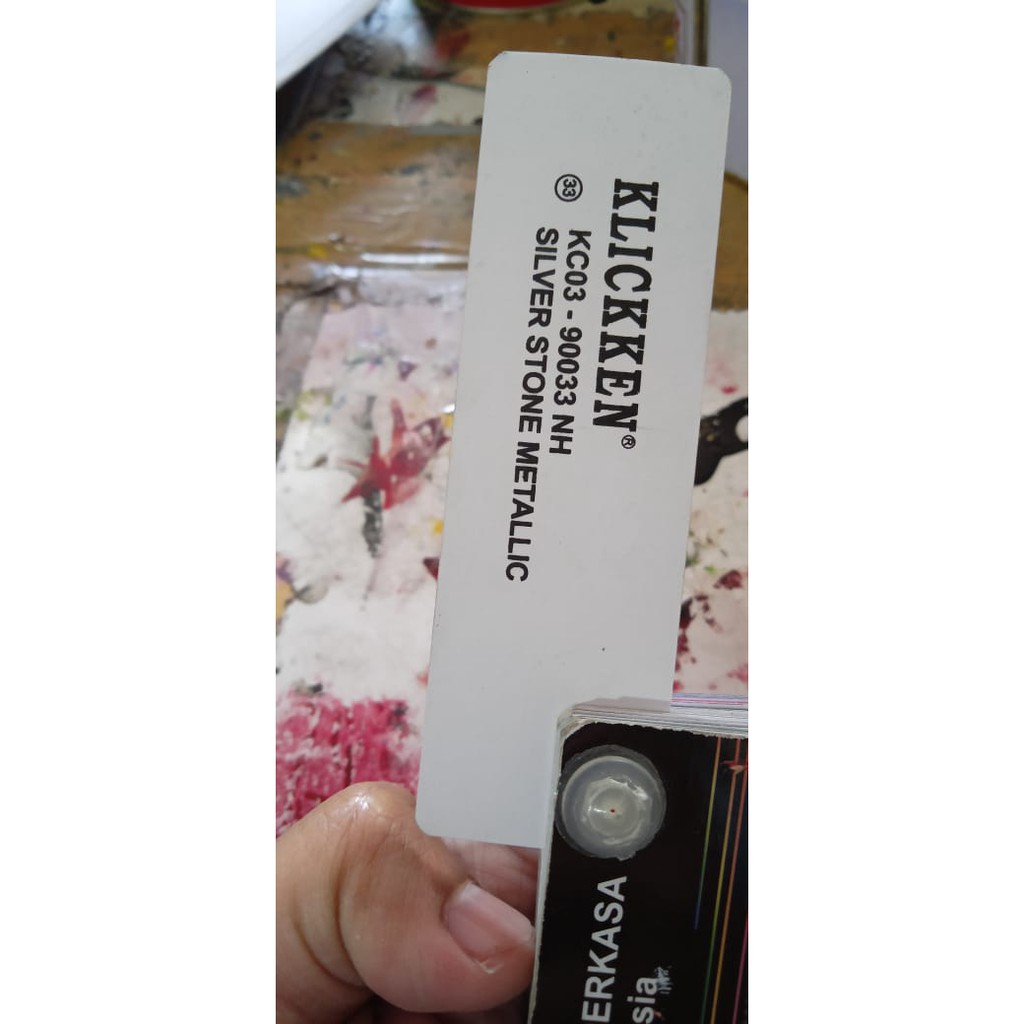 KLICKKEN®
KC03 - 90033 NH
33 SILVER STONE METALLIC
ERKASA
sia